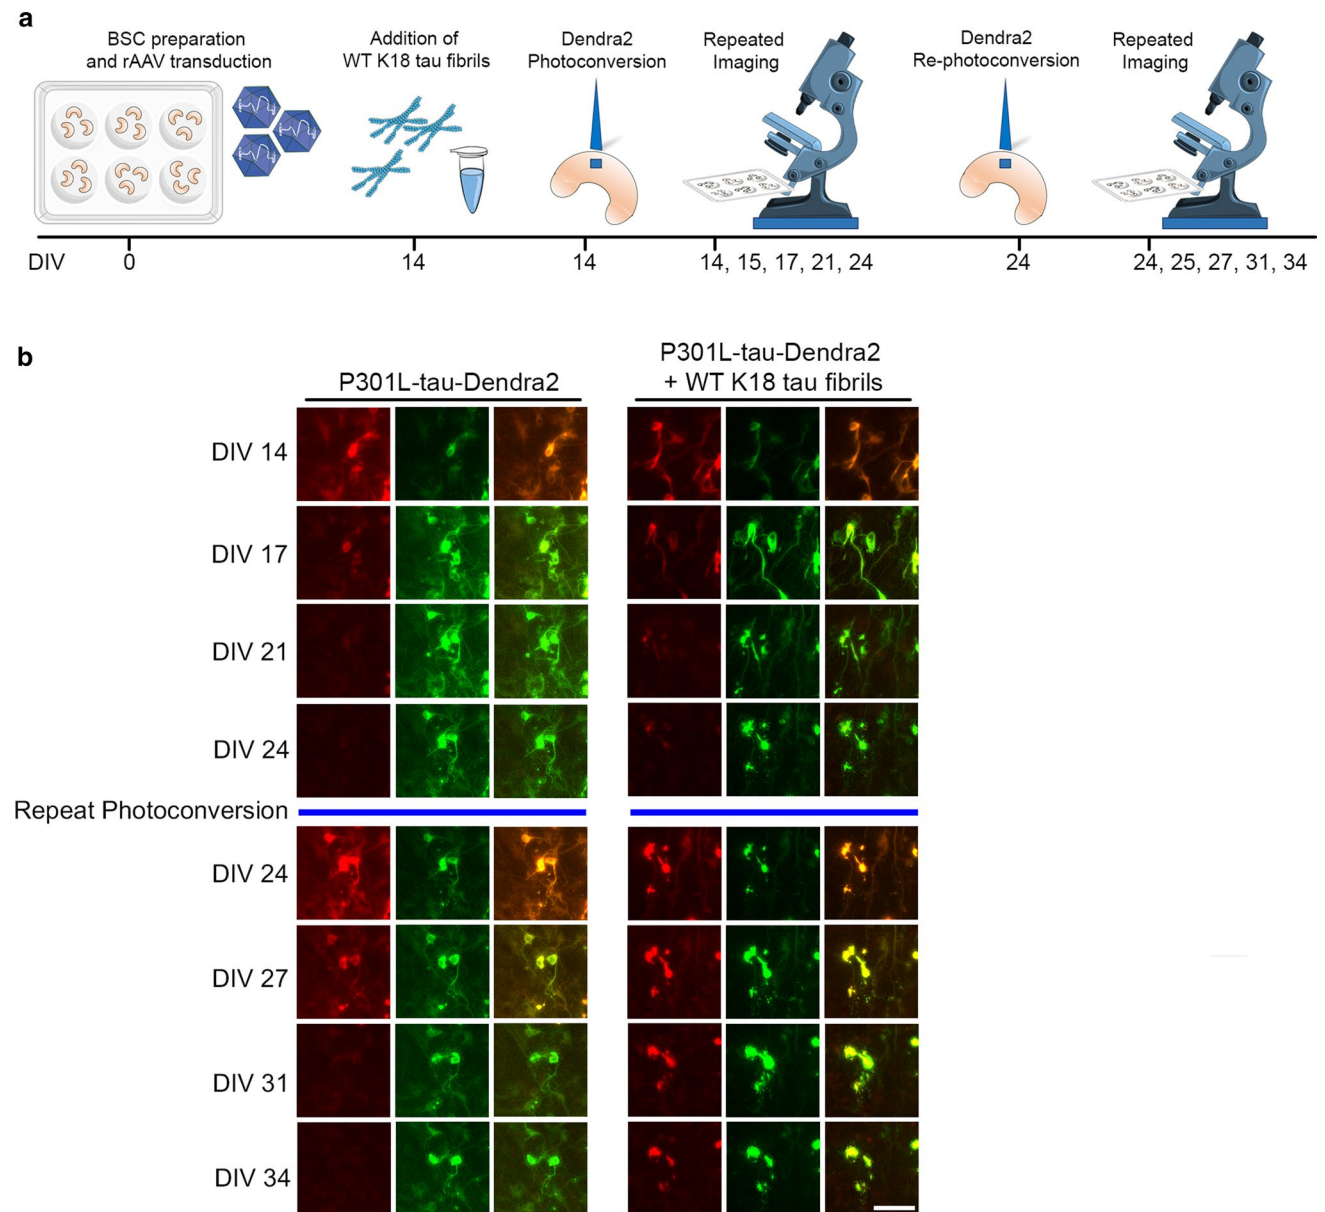 a
BSC preparation
and rAAV transduction
Addition of
WT K18 tau fibrils
Dendra2
Photoconversion
Repeated
Imaging
Dendra2
Re-photoconversion
Repeated
Imaging
DIV 0 14 14 14, 15, 17, 21, 24 24 24, 25, 27, 31, 34
b
P301L-tau-Dendra2
P301L-tau-Dendra2
+ WT K18 tau fibrils
DIV 14
DIV 17
DIV 21
DIV 24
Repeat Photoconversion
DIV 24
DIV 27
DIV 31
DIV 34